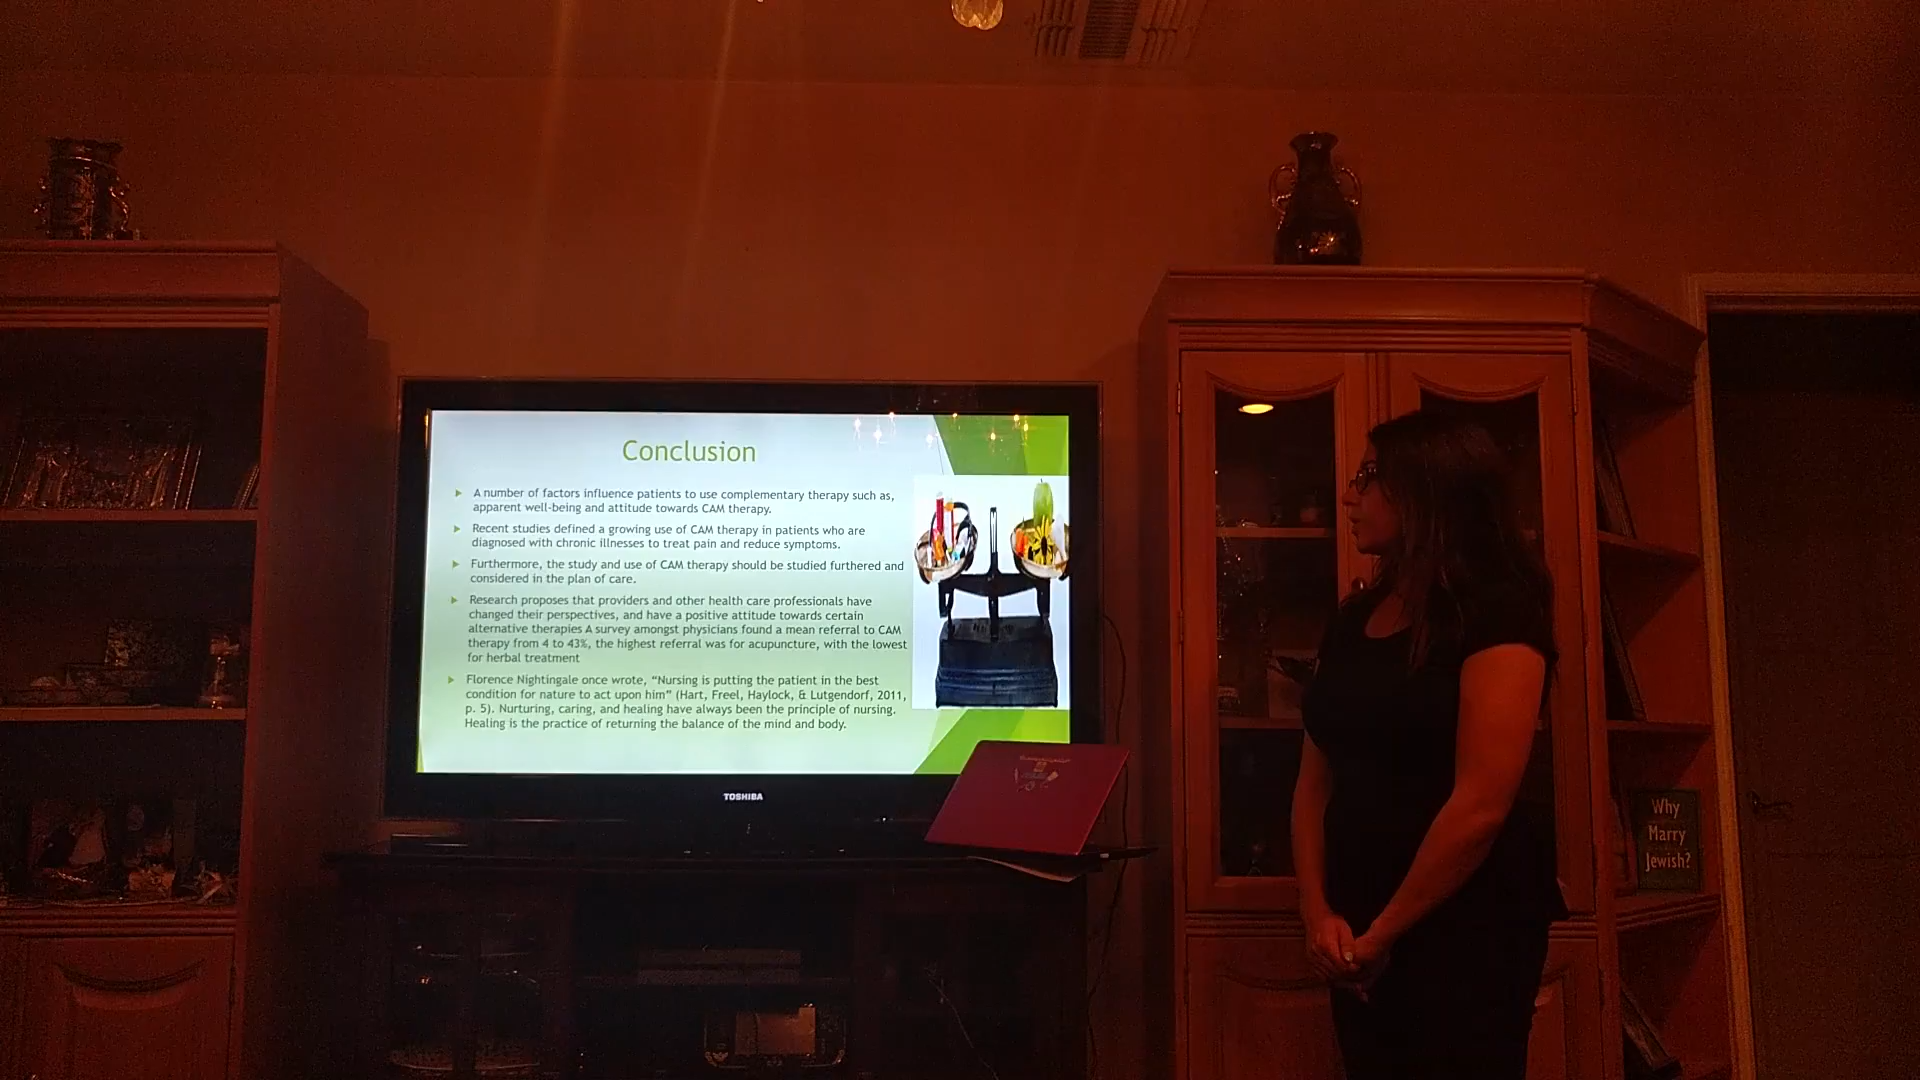 Conclusion
A number of factors influence patients to use complementary therapy such as,
apparent well-being and attitude towards CAM therapy.
Recent studies defined a growing use of CAM therapy in patients who are
diagnosed with chronic illnesses to treat pain and reduce symptoms.
Furthermore, the study and use of CAM therapy should be studied furthered and
considered in the plan of care.
Research proposes that providers and other health care professionals have
changed their perspectives, and have a positive attitude towards certain
alternative therapies A survey amongst physicians found a mean referral to CAM
therapy from 4 to 43%, the highest referral was for acupuncture, with the lowest
for herbal treatment
Florence Nightingale once wrote, “Nursing is putting the patient in the best
condition for nature to act upon him” (Hart, Freel, Haylock, & Lutgendorf, 2011,
p. 5). Nurturing, caring, and healing have always been the principle of nursing.
Healing is the practice of returning the balance of the mind and body.
TOSHIBA
Why
Marry
Jewish?